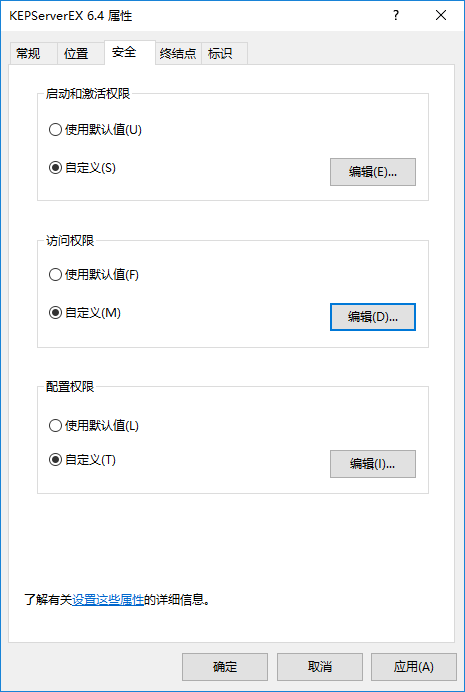 KEPServerEX 6.4 属性
?
常规 位置 安全 终结点 标识
启动和激活权限
使用默认值(U)
自定义(S)
编辑(E)...
访问权限
使用默认值(F)
自定义(M)
编辑(D)...
配置权限
使用默认值(L)
自定义(T)
编辑(I)...
了解有关设置这些属性的详细信息。
确定 取消 应用(A)